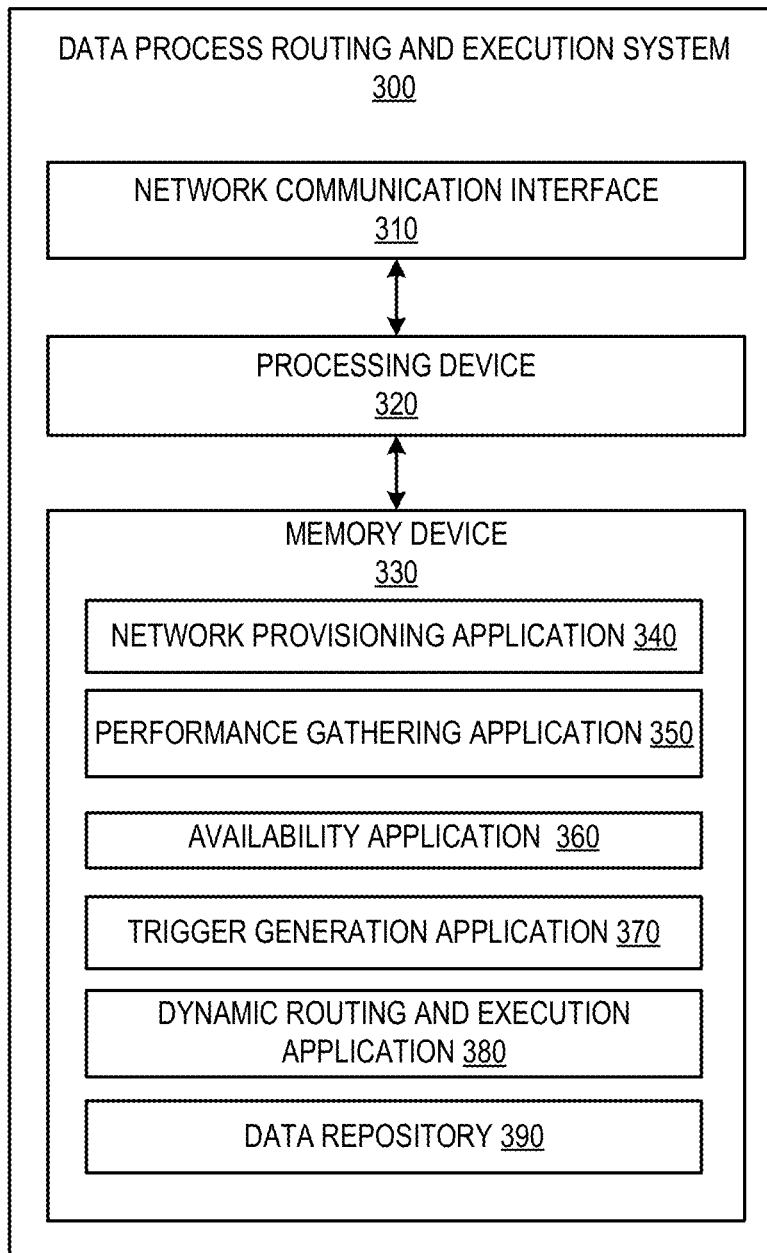 DATA PROCESS ROUTING AND EXECUTION SYSTEM
300
NETWORK COMMUNICATION INTERFACE
310
PROCESSING DEVICE
320
MEMORY DEVICE
330
NETWORK PROVISIONING APPLICATION 340
PERFORMANCE GATHERING APPLICATION 350
AVAILABILITY APPLICATION 360
TRIGGER GENERATION APPLICATION 370
DYNAMIC ROUTING AND EXECUTION
APPLICATION 380
DATA REPOSITORY 390